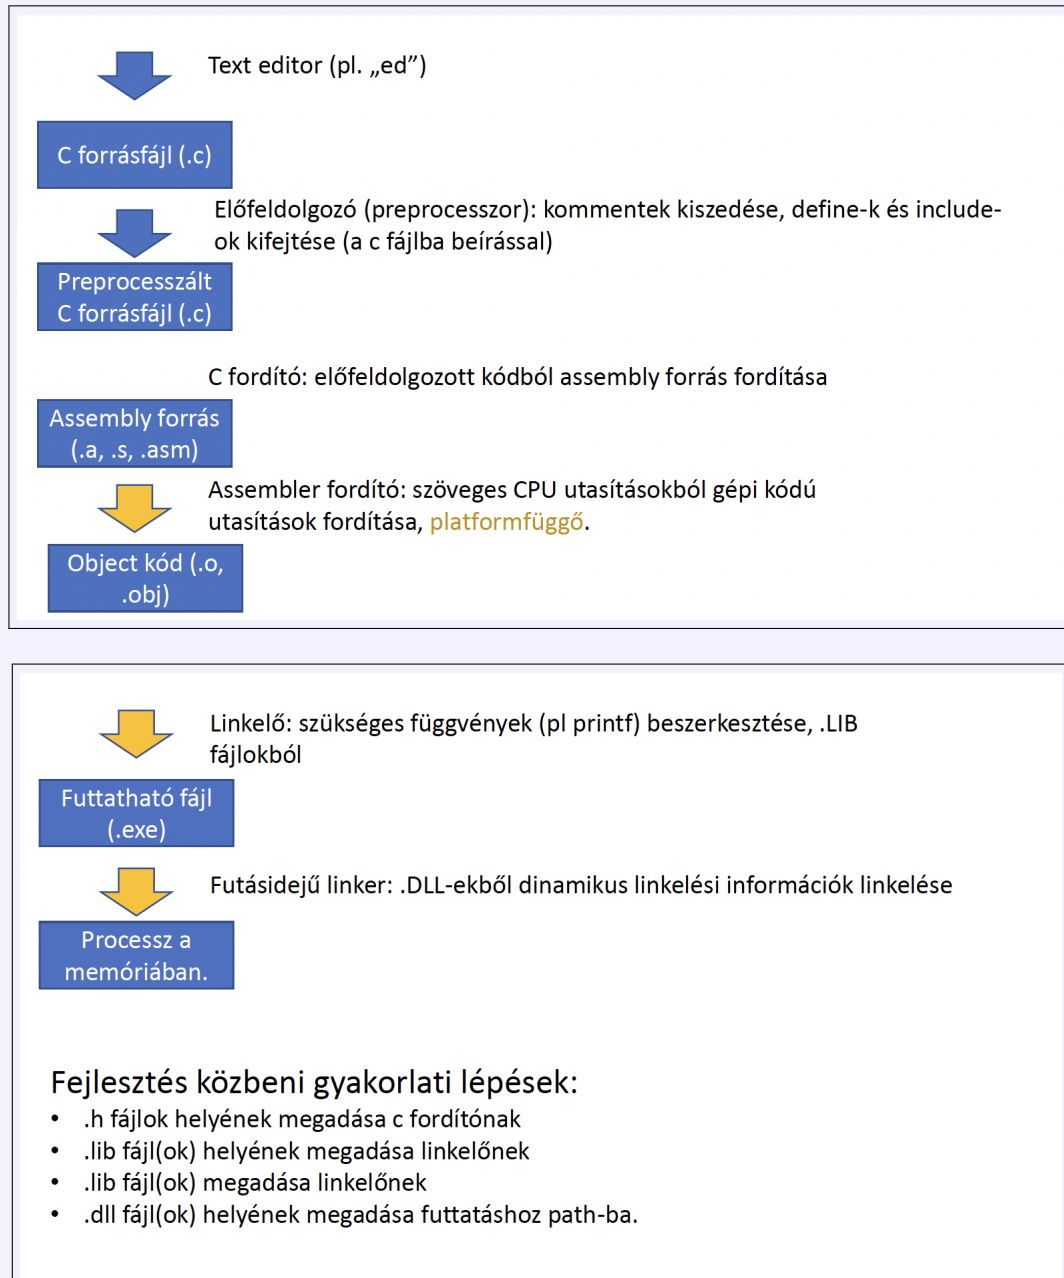 Text editor (pl. „ed”)
C forrásfájl (.c)
Előfeldolgozó (preprocesszor): kommentek kiszedése, define-k és include-
ok kifejtése (a c fájlba beírással)
Preprocesszált
C forrásfájl (.c)
C fordító: előfeldolgozott kódból assembly forrás fordítása
Assembly forrás
(.a, .s, .asm)
Assembler fordító: szöveges CPU utasításokból gépi kódú
utasítások fordítása, platformfüggő.
Object kód (.o,
.obj)
Linkelő: szükséges függvények (pl printf) beszerkesztése, .LIB
fájlokból
Futtatható fájl
(.exe)
Futásidejű linker: .DLL-ekből dinamikus linkelési információk linkelése
Processz a
memóriában.
Fejlesztés közbeni gyakorlati lépések:
• .h fájlok helyének megadása c fordítónak
• .lib fájl(ok) helyének megadása linkelőnek
• .lib fájl(ok) megadása linkelőnek
• .dll fájl(ok) helyének megadása futtatáshoz path-ba.